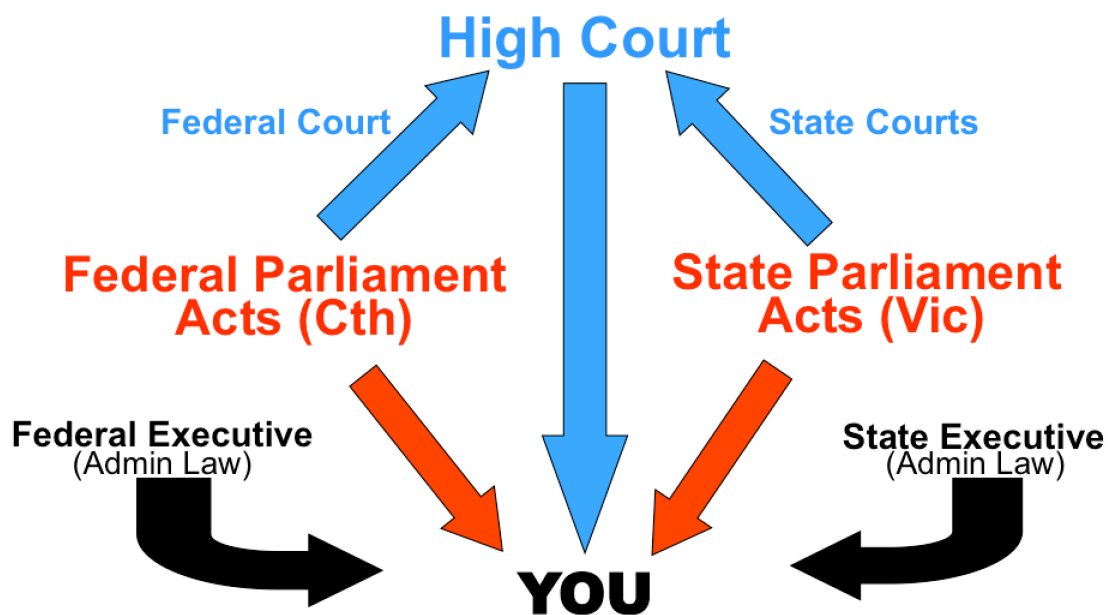 High Court
Federal Court
State Courts
Federal Parliament
Acts (Cth)
State Parliament
Acts (Vic)
Federal Executive
(Admin Law)
State Executive
(Admin Law)
YOU